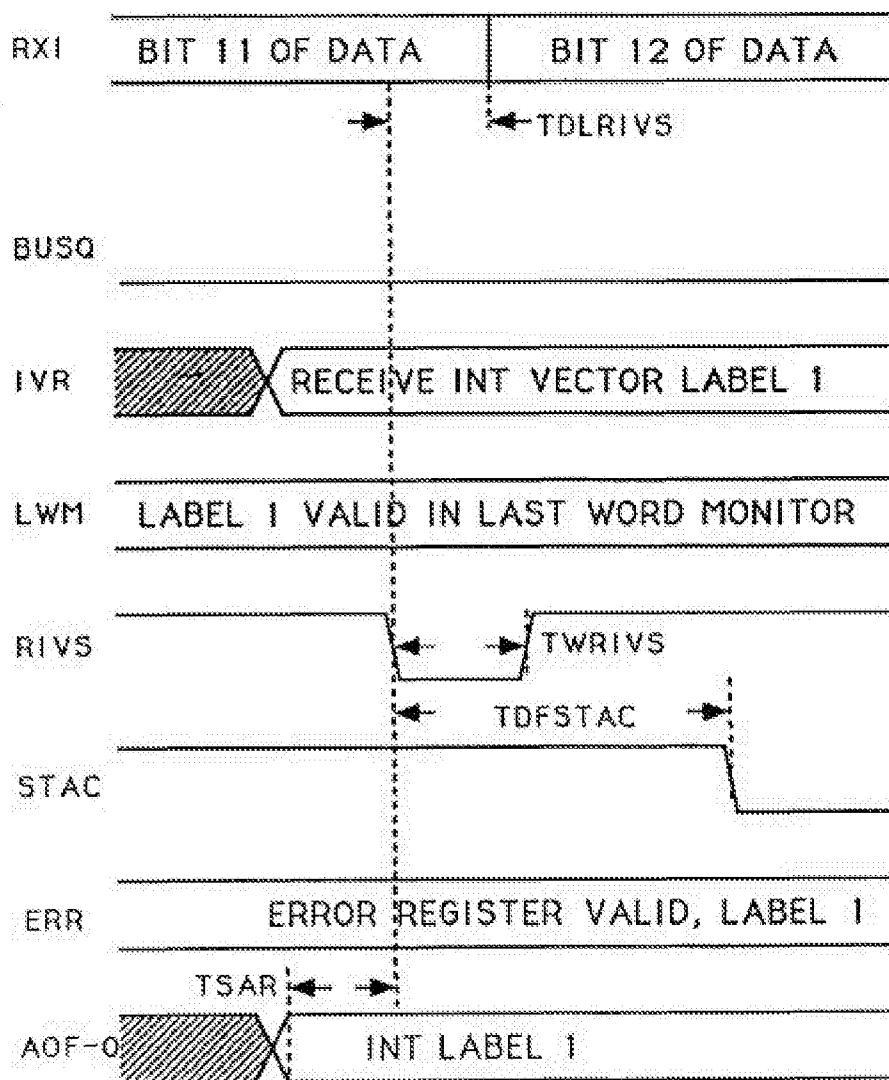 RXI BIT 11 OF DATA BIT 12 OF DATA
TDLRIVS
BUSQ
IVR RECEIVE INT VECTOR LABEL 1
LWM LABEL 1 VALID IN LAST WORD MONITOR
RIVS TWRIVS
TDFSTAC
STAC
ERR ERROR REGISTER VALID, LABEL 1
TSAR
AOF-O INT LABEL 1